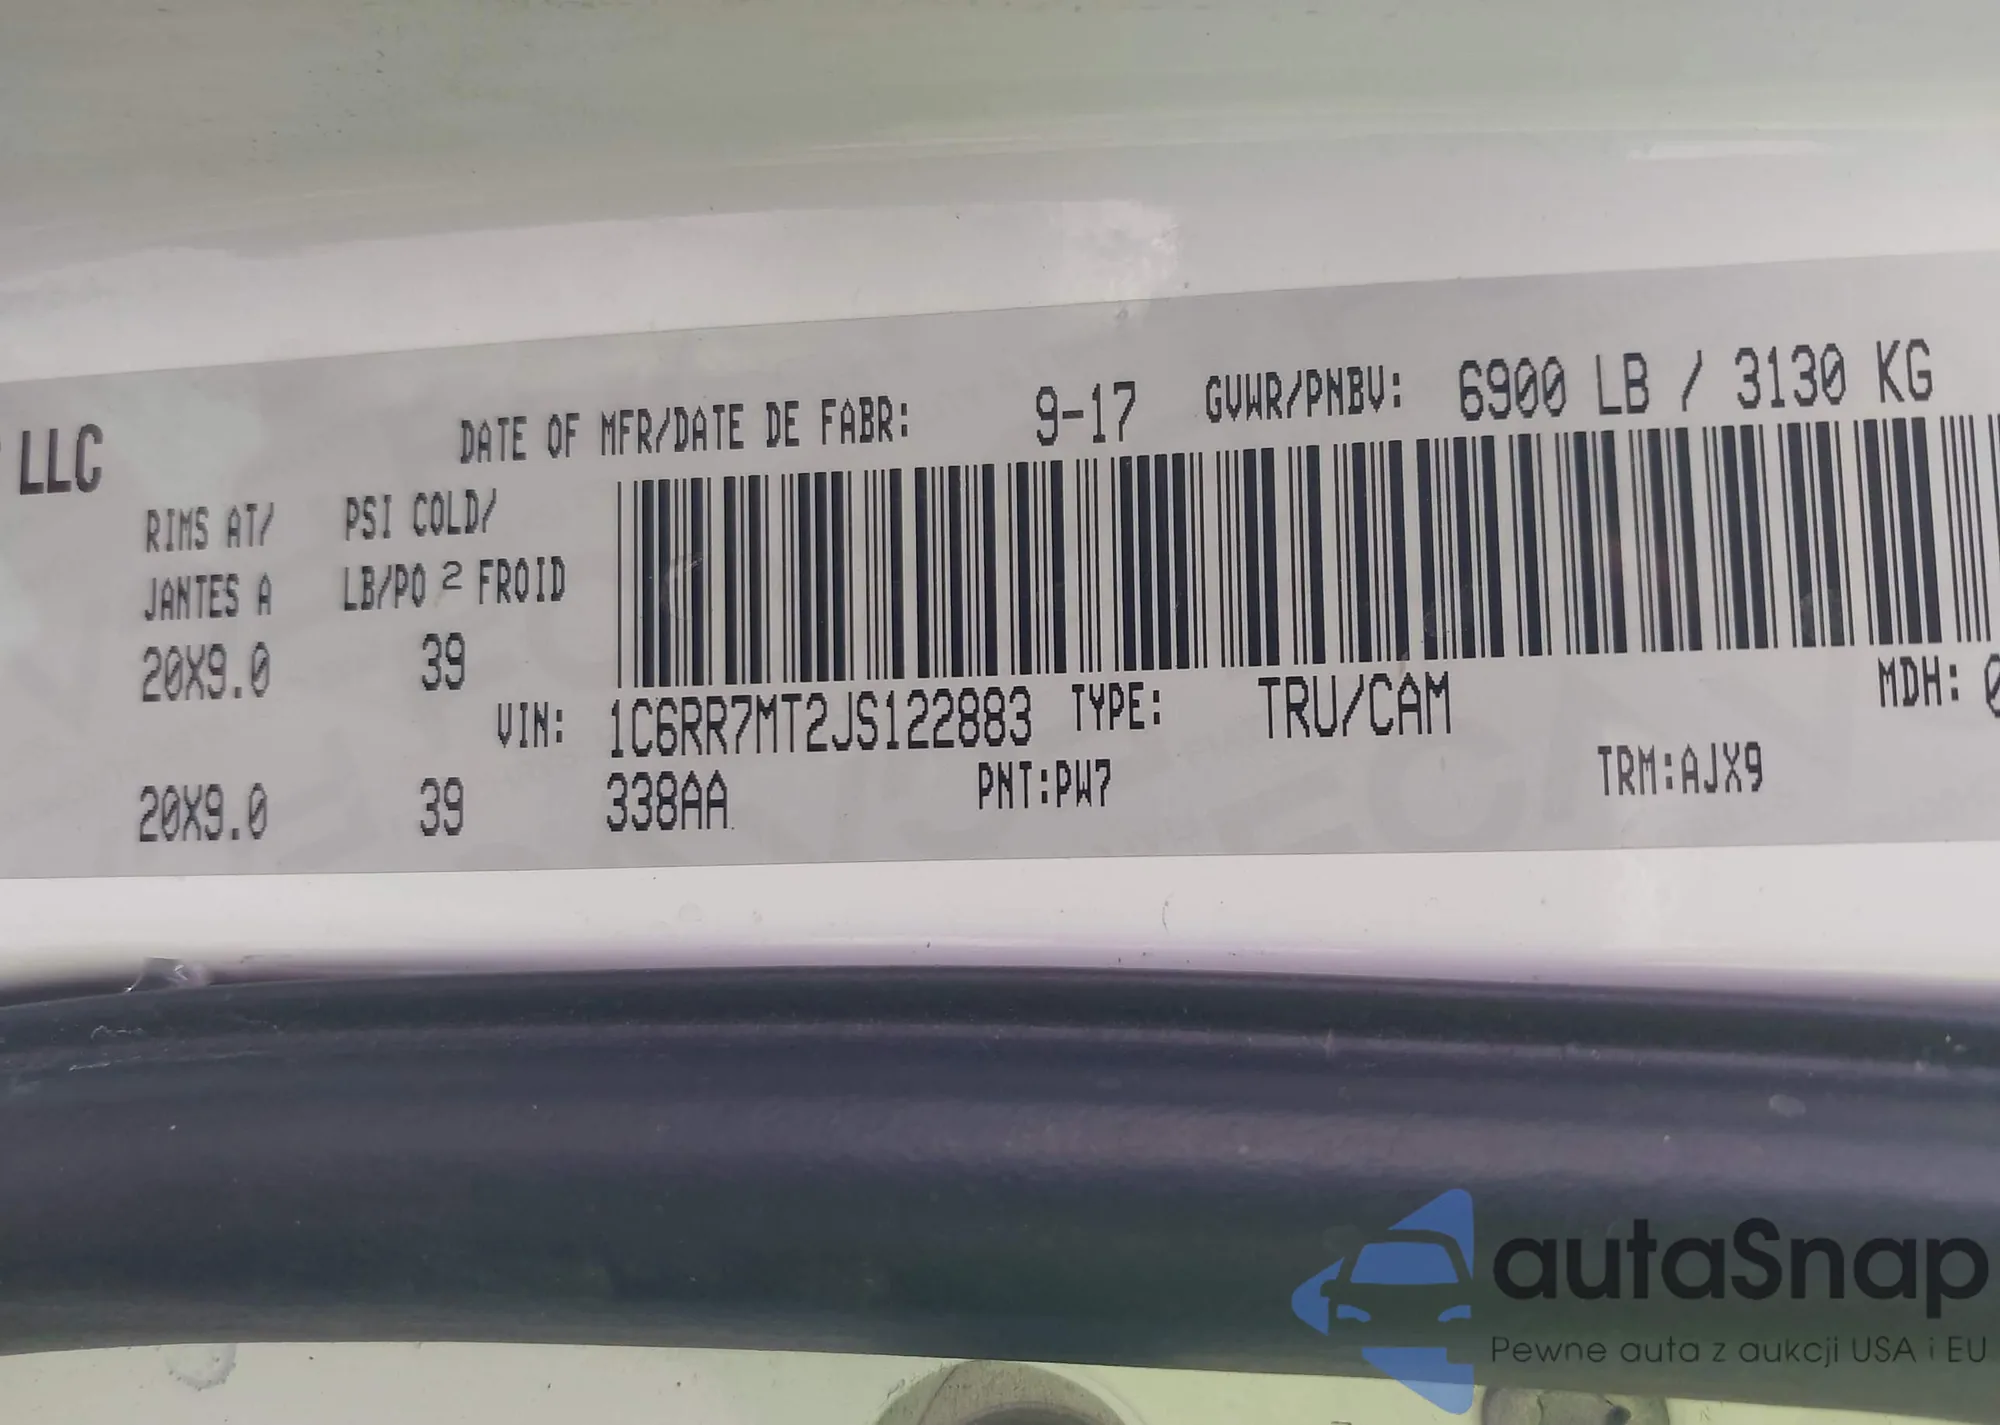 LLC
DATE OF MFR/DATE DE FABR: 9-17 GVWR/PNBV: 6900 LB / 3130 KG
RIMS AT/ PSI COLD/
JANTES A LB/PO 2 FROID
20X9.0 39
VIN: 1C6RR7MT2JS122883 TYPE: TRU/CAM MDH: 0
20X9.0 39 338AA PNT:PW7 TRM:AJX9
autaSnap
Pewne auta z aukcji USA i EU